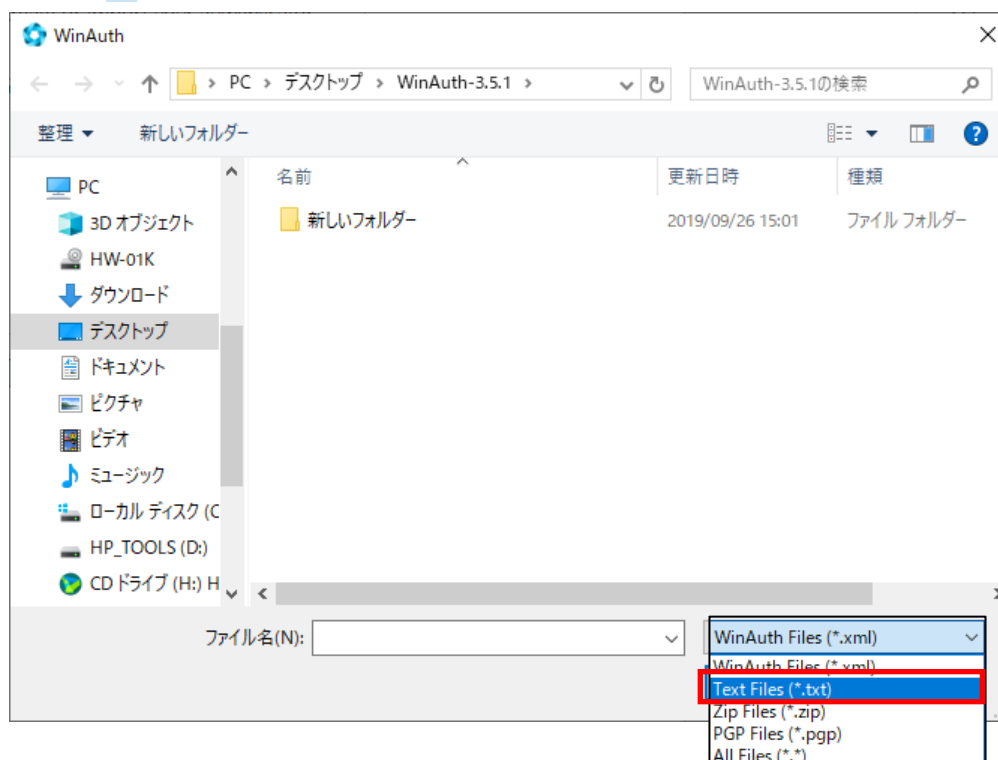 WinAuth
PC > デスクトップ > WinAuth-3.5.1 >
WinAuth-3.5.1の検索
整理
新しいフォルダー
?
名前
更新日時
種類
新しいフォルダー
2019/09/26 15:01
ファイル フォルダー
PC
3D オブジェクト
HW-01K
ダウンロード
デスクトップ
ドキュメント
ピクチャ
ビデオ
ミュージック
ローカル ディスク (C
HP_TOOLS (D:)
CD ドライブ (H:) H
ファイル名(N):
WinAuth Files (*.xml)
WinAuth Files (*.xml)
Text Files (*.txt)
Zip Files (*.zip)
PGP Files (*.pgp)
All Files (*.*)